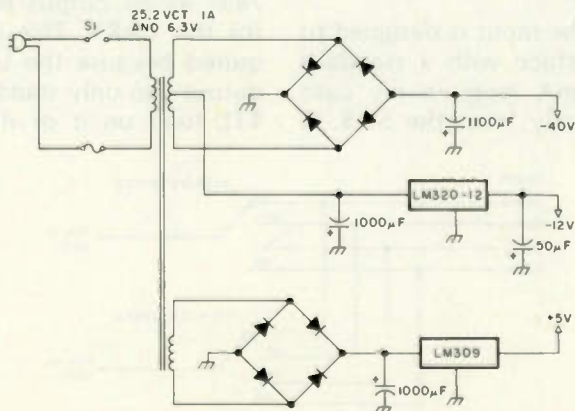 S1
25.2VCT 1A
AND 6.3V
1100µF
-40V
LM320-12
-12V
1000µF
50µF
+5V
LM309
1000µF